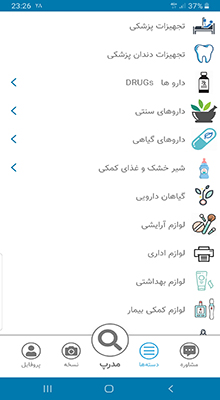 23:26 ۲۸ 37%
تجهیزات پزشکی
تجهیزات دندان پزشکی
دارو ها DRUGs
داروهای سنتی
داروهای گیاهی
شیر خشک و غذای کمکی
گیاهان دارویی
لوازم آرایشی
لوازم اداری
لوازم بهداشتی
لوازم کمکی بیمار
مشاوره
دسته‌ها
مدرپ
نسخه
پروفایل